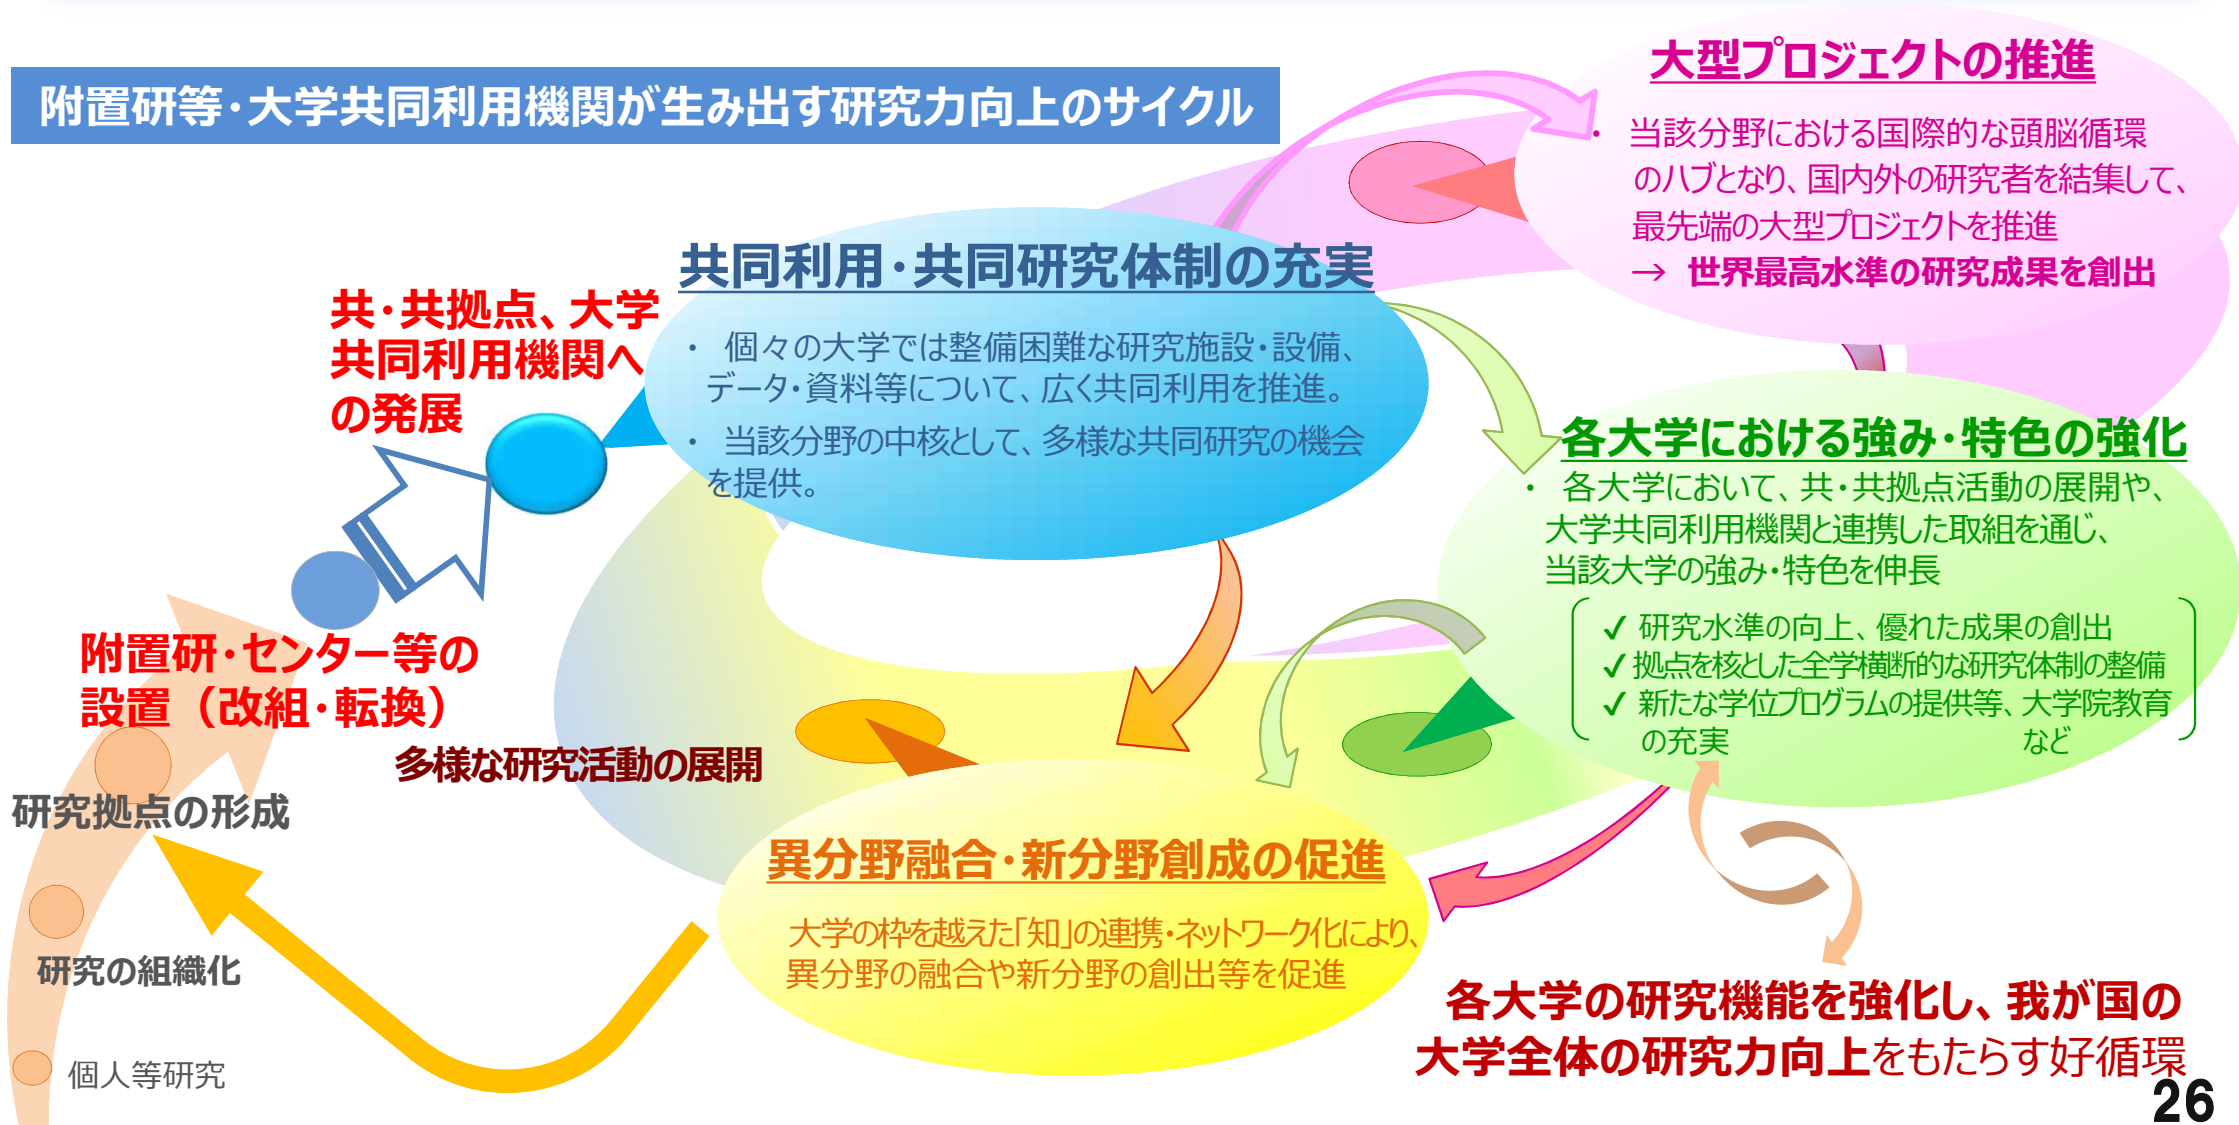 附置研等・大学共同利用機関が生み出す研究力向上のサイクル
大型プロジェクトの推進
・ 当該分野における国際的な頭脳循環
のハブとなり、国内外の研究者を結集して、
最先端の大型プロジェクトを推進
→ 世界最高水準の研究成果を創出
共同利用・共同研究体制の充実
・ 個々の大学では整備困難な研究施設・設備、
データ・資料等について、広く共同利用を推進。
・ 当該分野の中核として、多様な共同研究の機会
を提供。
共・共拠点、大学
共同利用機関へ
の発展
各大学における強み・特色の強化
・ 各大学において、共・共拠点活動の展開や、
大学共同利用機関と連携した取組を通じ、
当該大学の強み・特色を伸長
✓ 研究水準の向上、優れた成果の創出
✓ 拠点を核とした全学横断的な研究体制の整備
✓ 新たな学位プログラムの提供等、大学院教育
の充実 など
附置研・センター等の
設置（改組・転換）
多様な研究活動の展開
研究拠点の形成
研究の組織化
個人等研究
異分野融合・新分野創成の促進
大学の枠を越えた「知」の連携・ネットワーク化により、
異分野の融合や新分野の創出等を促進
各大学の研究機能を強化し、我が国の
大学全体の研究力向上をもたらす好循環
26